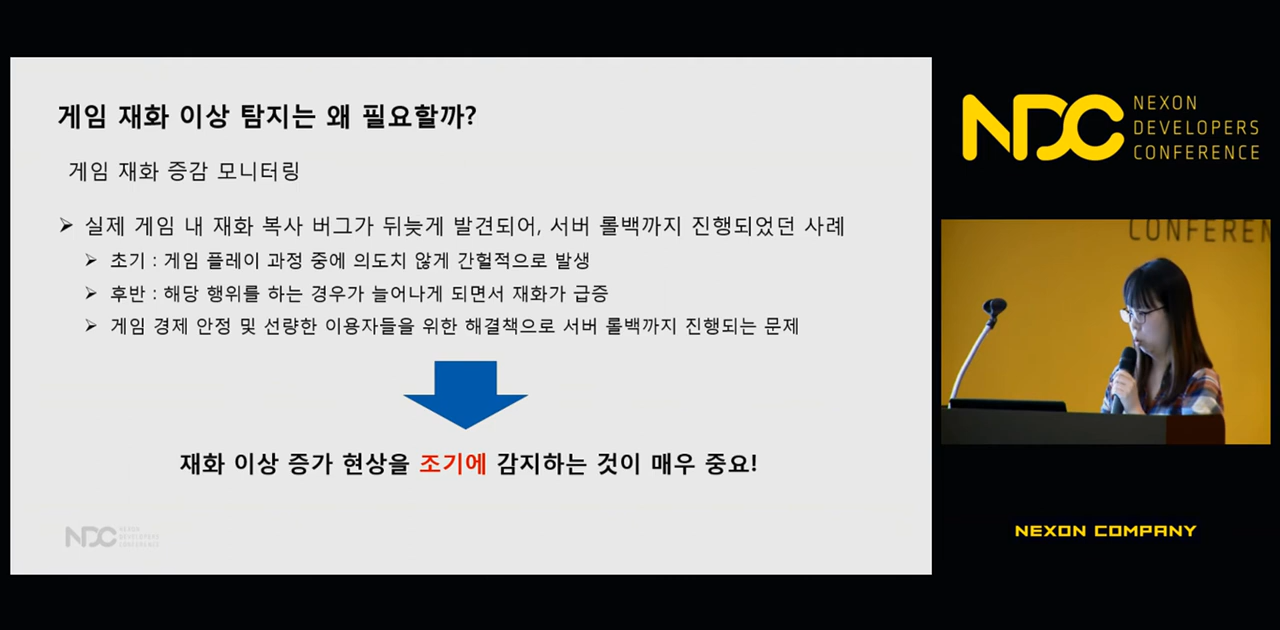 게임 재화 이상 탐지는 왜 필요할까?
게임 재화 증감 모니터링
➢ 실제 게임 내 재화 복사 버그가 뒤늦게 발견되어, 서버 롤백까지 진행되었던 사례
➢ 초기 : 게임 플레이 과정 중에 의도치 않게 간헐적으로 발생
➢ 후반 : 해당 행위를 하는 경우가 늘어나게 되면서 재화가 급증
➢ 게임 경제 안정 및 선량한 이용자들을 위한 해결책으로 서버 롤백까지 진행되는 문제
재화 이상 증가 현상을 조기에 감지하는 것이 매우 중요!
NDC NEXON
DEVELOPERS
CONFERENCE
NDC NEXON
DEVELOPERS
CONFERENCE
CONFEREN
NEXON COMPANY